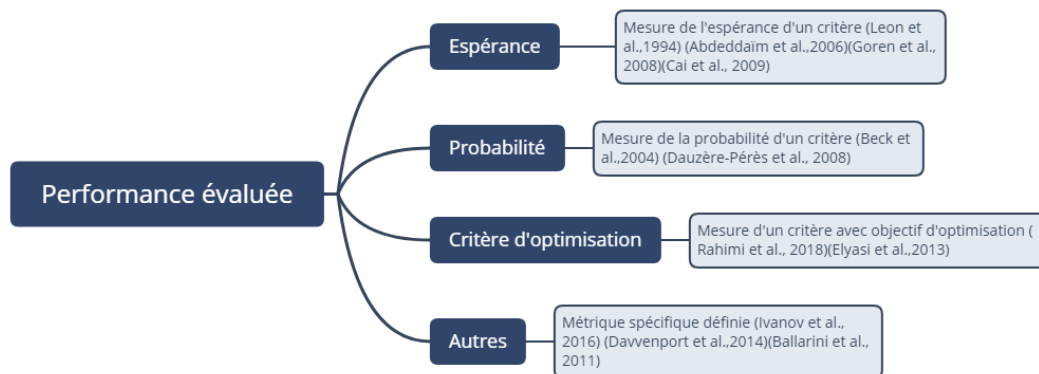 Performance évaluée
Espérance
Mesure de l'espérance d'un critère (Leon et
al.,1994) (Abdeddaïm et al.,2006)(Goren et al.,
2008)(Cai et al., 2009)
Probabilité
Mesure de la probabilité d'un critère (Beck et
al.,2004) (Dauzère-Pérès et al., 2008)
Critère d'optimisation
Mesure d'un critère avec objectif d'optimisation (
Rahimi et al., 2018)(Elyasi et al.,2013)
Autres
Métrique spécifique définie (Ivanov et al.,
2016) (Davvenport et al.,2014)(Ballarini et al.,
2011)